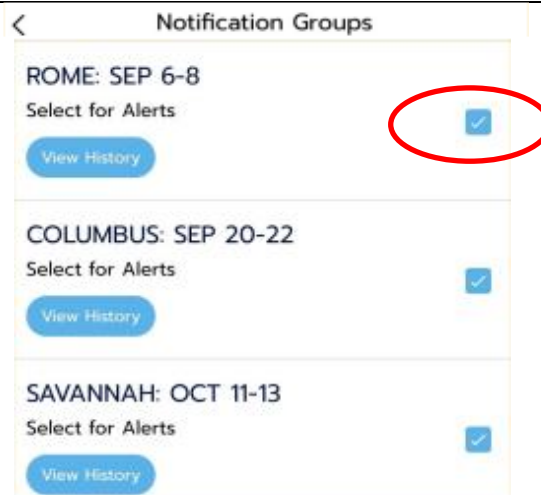 Notification Groups
ROME: SEP 6-8
Select for Alerts
View History
COLUMBUS: SEP 20-22
Select for Alerts
View History
SAVANNAH: OCT 11-13
Select for Alerts
View History